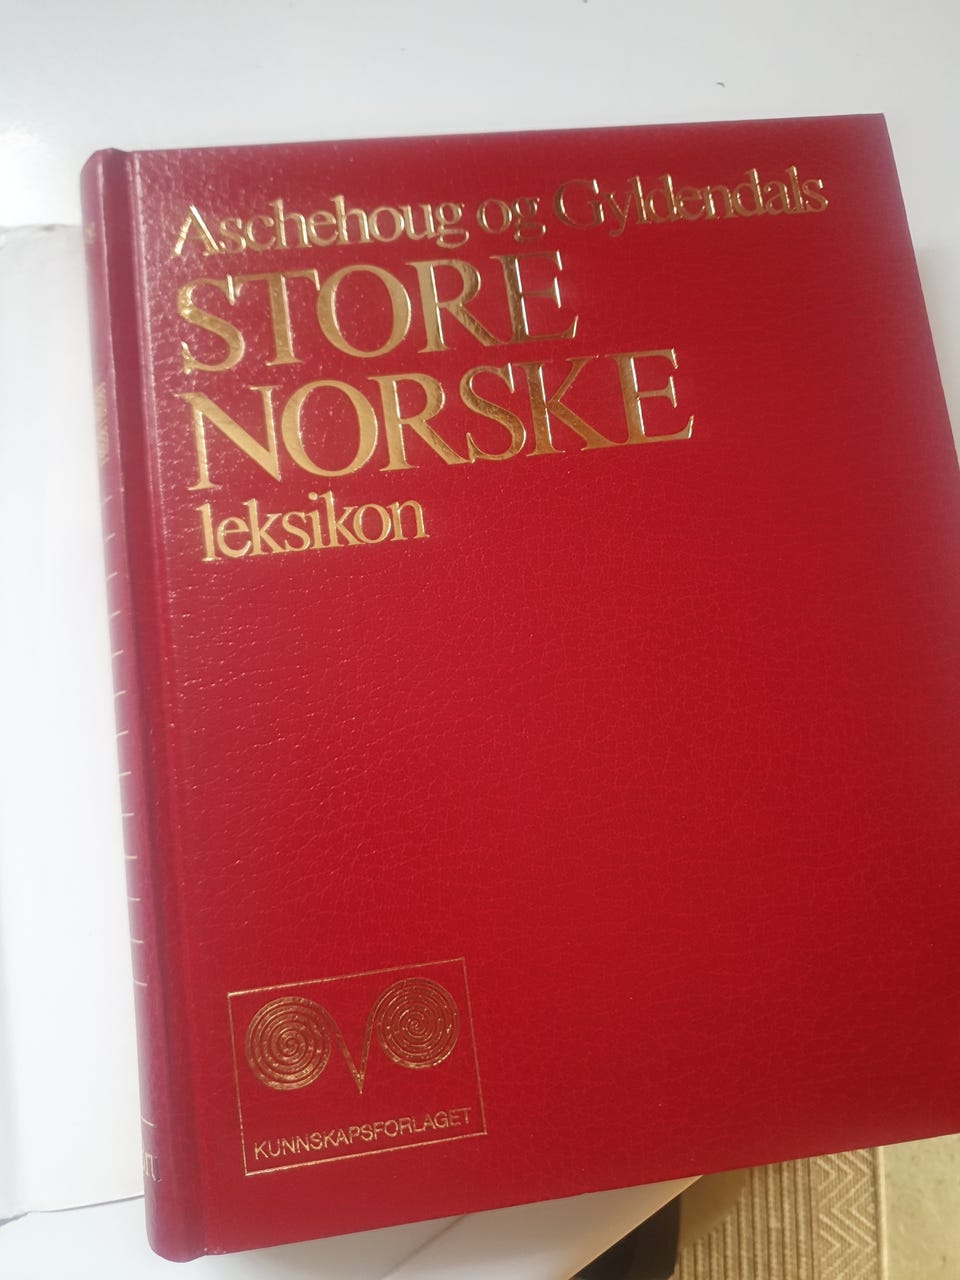 Aschehoug og Gyldendals
STORE
NORSKE
leksikon
KUNNSKAPSFORLAGET